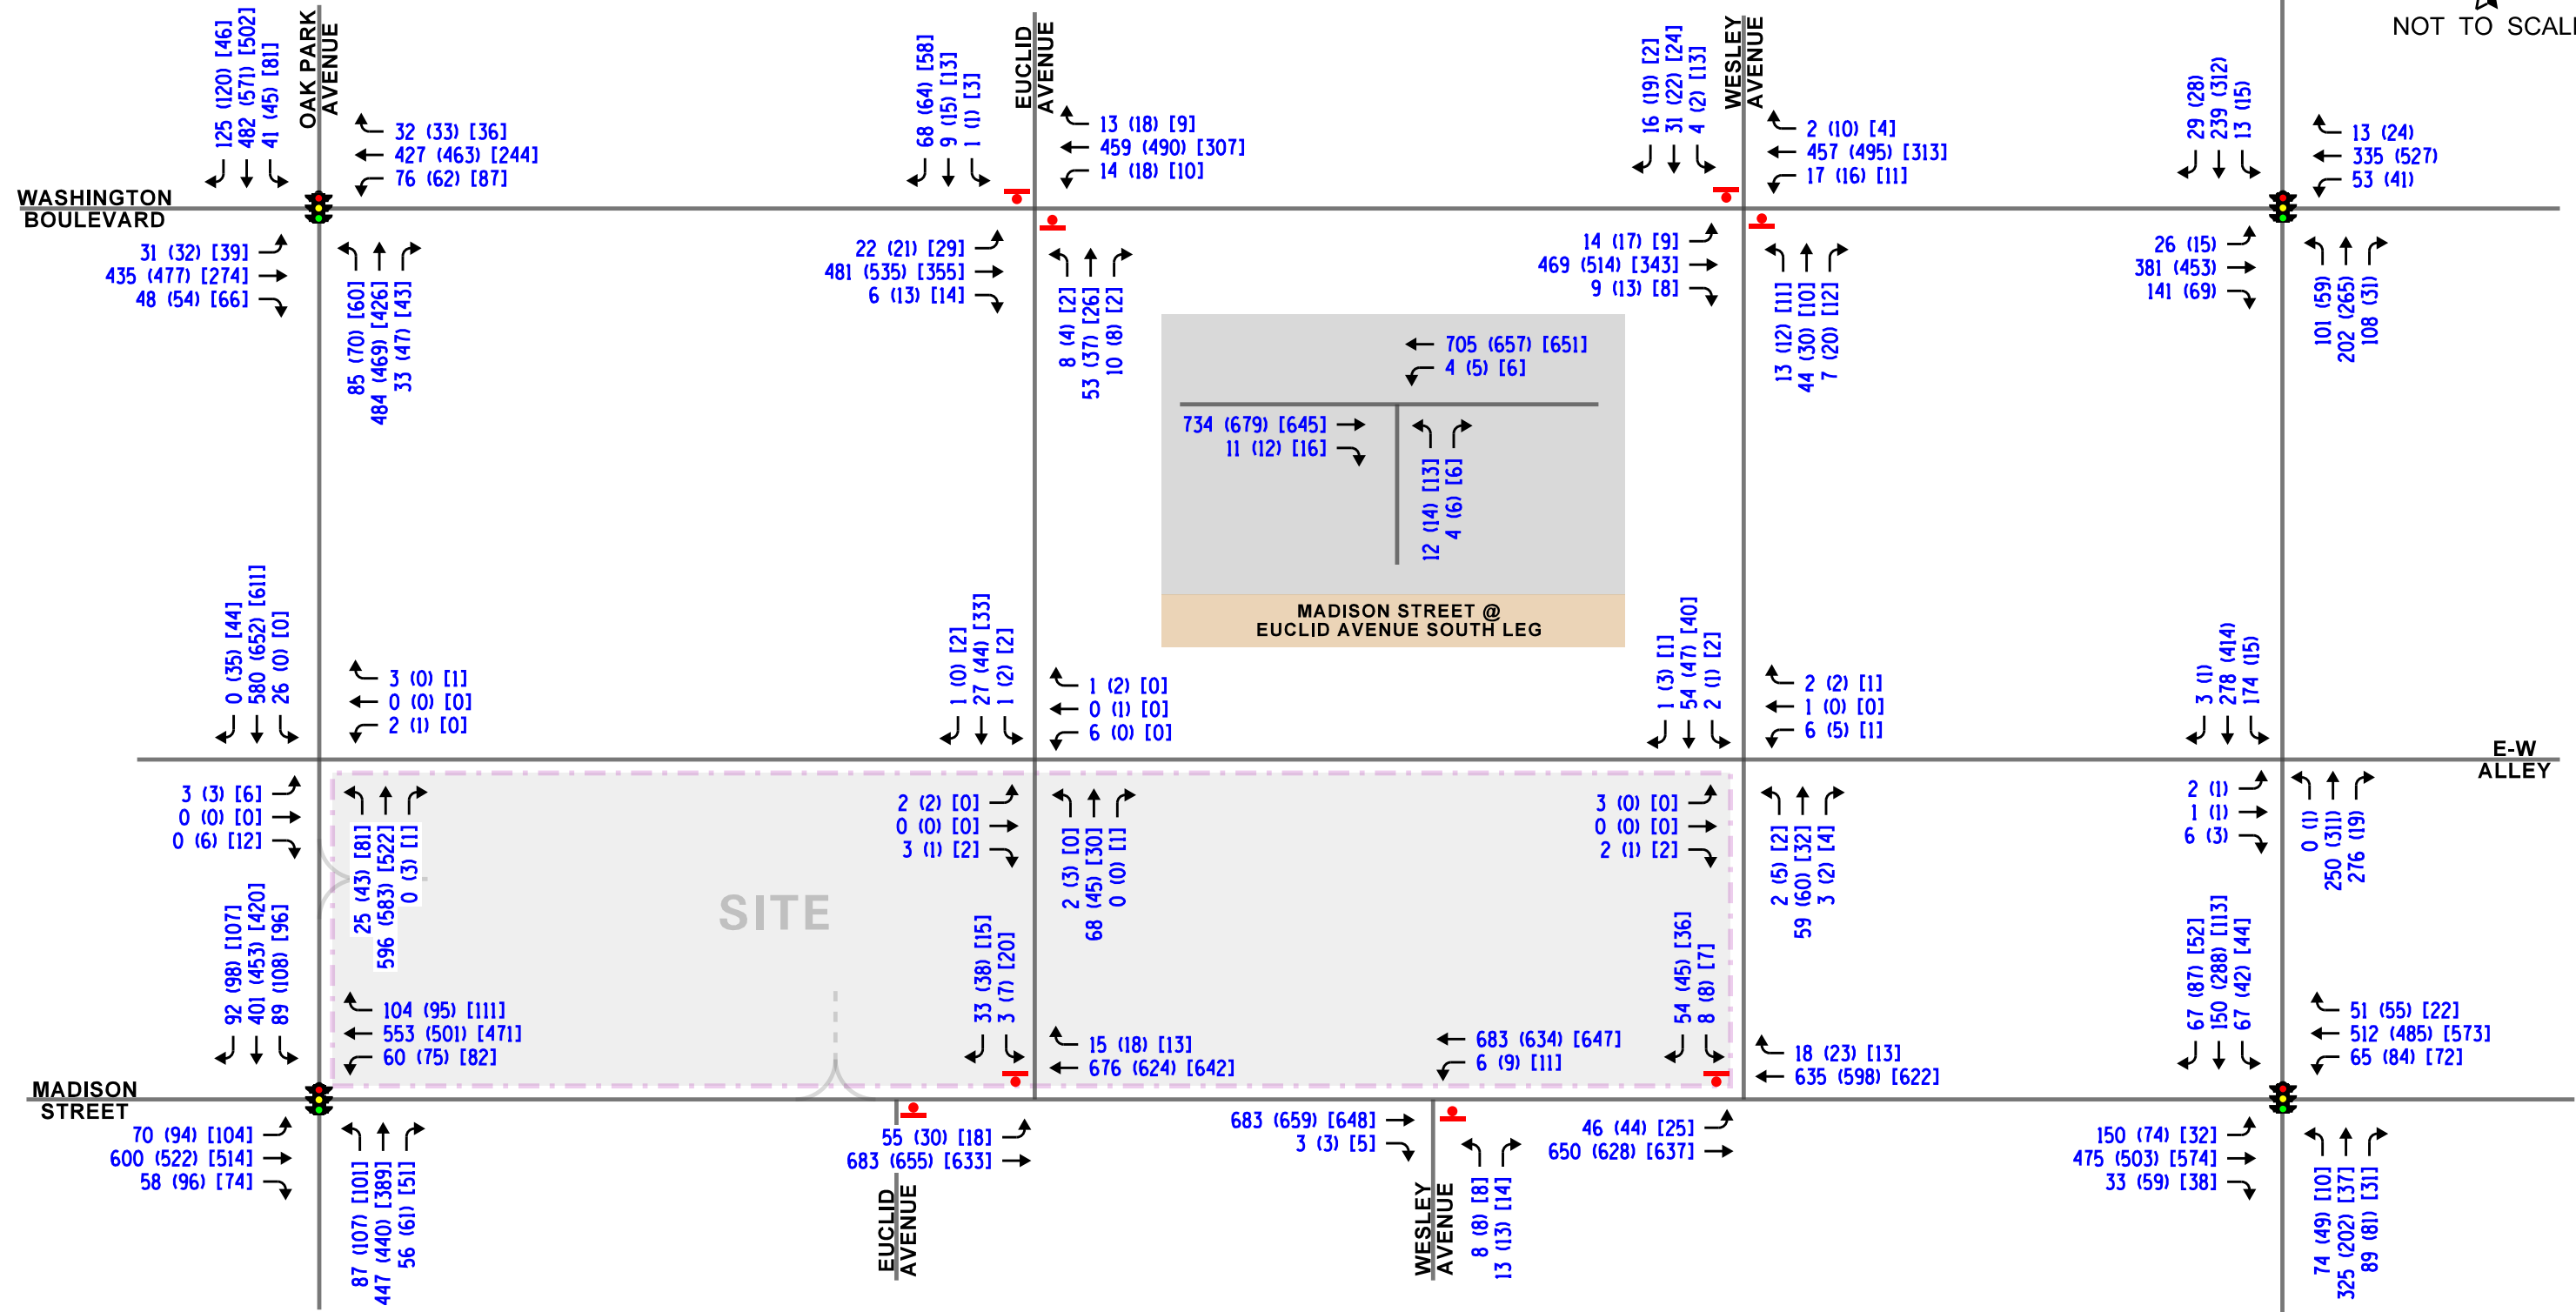 NOT TO SCAL
OAK PARK
AVENUE
125 (120) [46]
482 (571) [502]
41 (45) [81]
32 (33) [36]
427 (463) [244]
76 (62) [87]
EUCLID
AVENUE
68 (64) [58]
9 (15) [13]
1 (1) [3]
13 (18) [9]
459 (490) [307]
14 (18) [10]
WESLEY
AVENUE
16 (19) [2]
31 (22) [24]
4 (2) [13]
2 (10) [4]
457 (495) [313]
17 (16) [11]
29 (28)
239 (312)
13 (15)
13 (24)
335 (527)
53 (41)
WASHINGTON
BOULEVARD
31 (32) [39]
435 (477) [274]
48 (54) [66]
85 (70) [60]
484 (469) [426]
33 (47) [43]
22 (21) [29]
481 (535) [355]
6 (13) [14]
8 (4) [2]
53 (37) [26]
10 (8) [2]
14 (17) [9]
469 (514) [343]
9 (13) [8]
13 (12) [11]
44 (30) [10]
7 (20) [12]
26 (15)
381 (453)
141 (69)
101 (59)
202 (265)
108 (31)
705 (657) [651]
4 (5) [6]
734 (679) [645]
11 (12) [16]
12 (14) [13]
4 (6) [6]
MADISON STREET @
EUCLID AVENUE SOUTH LEG
0 (35) [44]
580 (652) [611]
26 (0) [0]
3 (0) [1]
0 (0) [0]
2 (1) [0]
1 (0) [2]
27 (44) [33]
1 (2) [2]
1 (2) [0]
0 (1) [0]
6 (0) [0]
1 (3) [1]
54 (47) [40]
2 (1) [2]
2 (2) [1]
1 (0) [0]
6 (5) [1]
3 (1)
278 (414)
174 (15)
E-W
ALLEY
3 (3) [6]
0 (0) [0]
0 (6) [12]
25 (43) [81]
596 (583) [522]
0 (3) [1]
2 (2) [0]
0 (0) [0]
3 (1) [2]
2 (3) [0]
68 (45) [30]
0 (0) [1]
3 (0) [0]
0 (0) [0]
2 (1) [2]
2 (5) [2]
59 (60) [32]
3 (2) [4]
2 (1)
1 (1)
6 (3)
0 (1)
250 (311)
276 (19)
SITE
92 (98) [107]
401 (453) [420]
89 (108) [96]
104 (95) [111]
553 (501) [471]
60 (75) [82]
33 (38) [15]
3 (7) [20]
15 (18) [13]
676 (624) [642]
683 (634) [647]
6 (9) [11]
54 (45) [36]
8 (8) [7]
18 (23) [13]
635 (598) [622]
67 (87) [52]
150 (288) [113]
67 (42) [44]
51 (55) [22]
512 (485) [573]
65 (84) [72]
MADISON
STREET
70 (94) [104]
600 (522) [514]
58 (96) [74]
87 (107) [101]
447 (440) [389]
56 (61) [51]
EUCLID
AVENUE
55 (30) [18]
683 (655) [633]
683 (659) [648]
3 (3) [5]
WESLEY
AVENUE
8 (8) [8]
13 (13) [14]
46 (44) [25]
650 (628) [637]
150 (74) [32]
475 (503) [574]
33 (59) [38]
74 (49) [10]
325 (202) [37]
89 (81) [31]